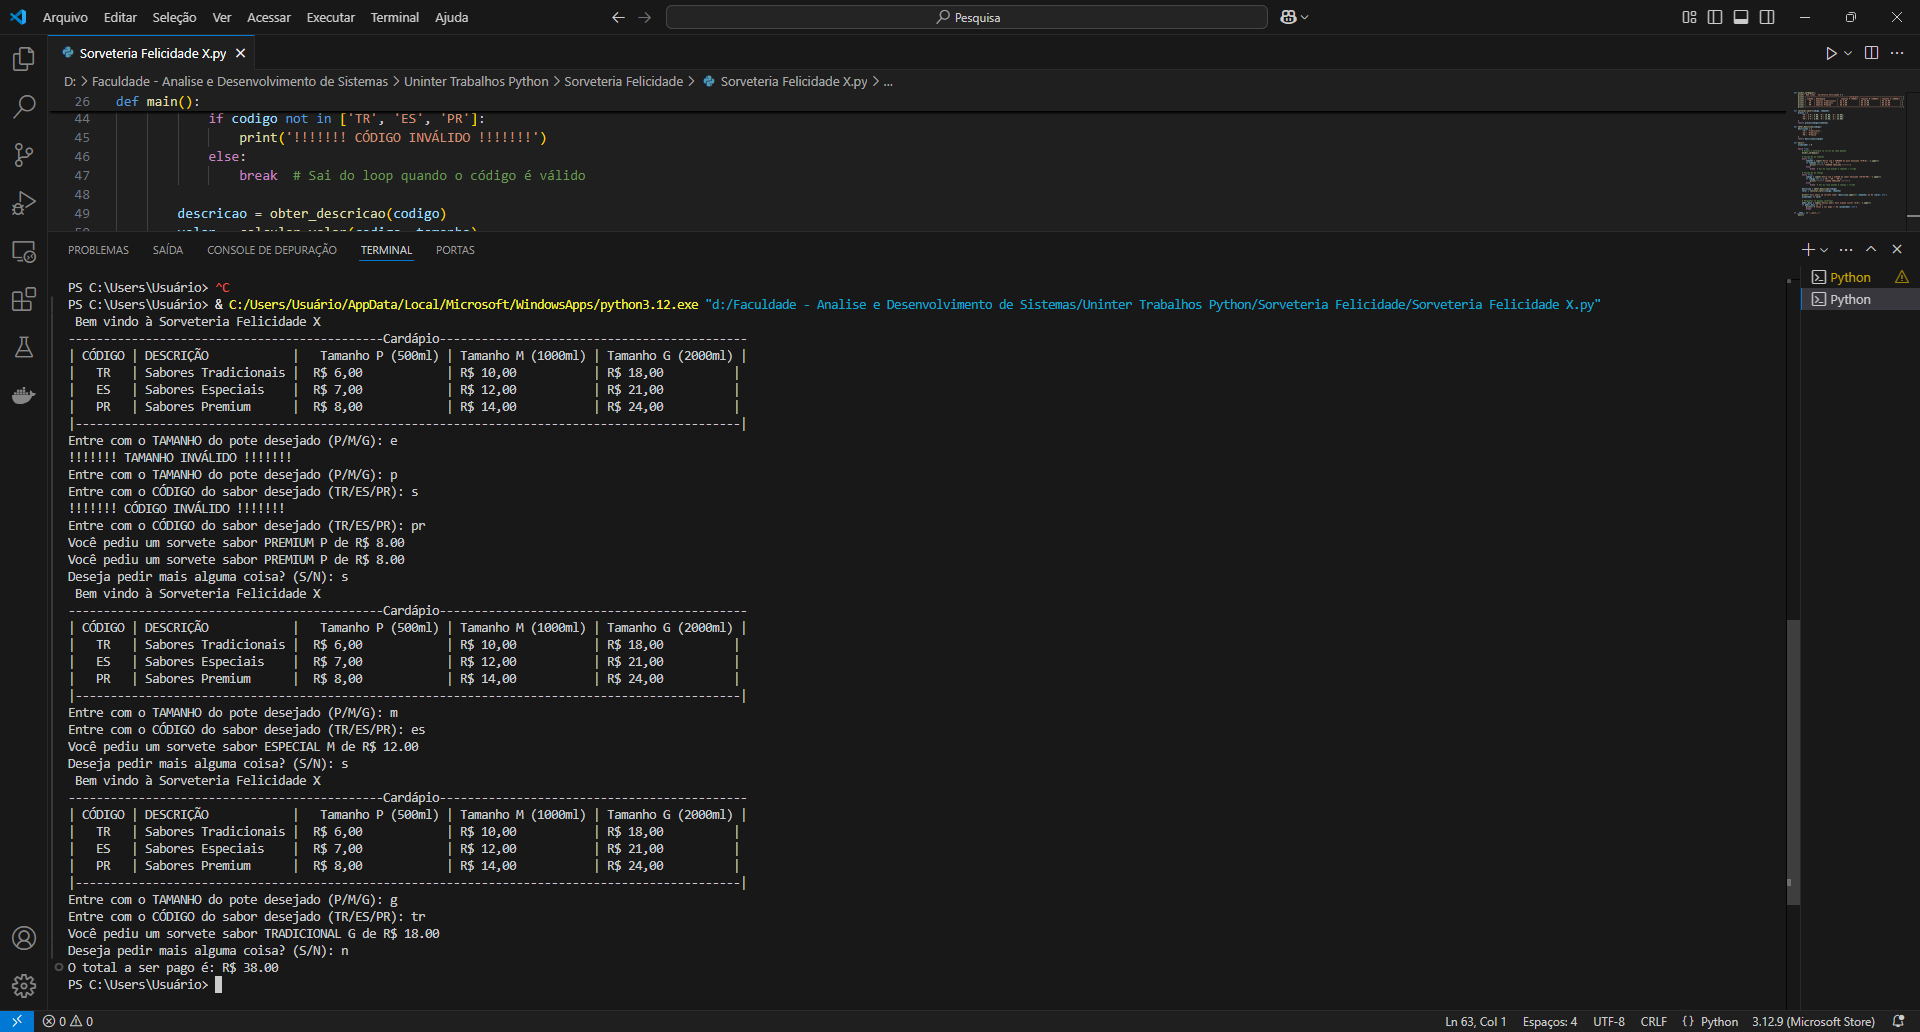 Arquivo Editar Seleção Ver Acessar Executar Terminal Ajuda
Pesquisa
Sorveteria Felicidade X.py
D: > Faculdade - Analise e Desenvolvimento de Sistemas > Uninter Trabalhos Python > Sorveteria Felicidade > Sorveteria Felicidade X.py > ...
26 def main():
44 if codigo not in ['TR', 'ES', 'PR']:
45 print('!!!!!!! CÓDIGO INVÁLIDO !!!!!!!')
46 else:
47 break # Sai do loop quando o código é válido
48
49 descricao = obter_descricao(codigo)
PROBLEMAS SAÍDA CONSOLE DE DEPURAÇÃO TERMINAL PORTAS
Python
Python
PS C:\Users\Usuário> ^C
PS C:\Users\Usuário> & C:/Users/Usuário/AppData/Local/Microsoft/WindowsApps/python3.12.exe "d:/Faculdade - Analise e Desenvolvimento de Sistemas/Uninter Trabalhos Python/Sorveteria Felicidade/Sorveteria Felicidade X.py"
Bem vindo à Sorveteria Felicidade X
---------------------------------------------Cardápio--------------------------------------------
| CÓDIGO | DESCRIÇÃO | Tamanho P (500ml) | Tamanho M (1000ml) | Tamanho G (2000ml) |
| TR | Sabores Tradicionais | R$ 6,00 | R$ 10,00 | R$ 18,00 |
| ES | Sabores Especiais | R$ 7,00 | R$ 12,00 | R$ 21,00 |
| PR | Sabores Premium | R$ 8,00 | R$ 14,00 | R$ 24,00 |
|-----------------------------------------------------------------------------------------------|
Entre com o TAMANHO do pote desejado (P/M/G): e
!!!!!!! TAMANHO INVÁLIDO !!!!!!!
Entre com o TAMANHO do pote desejado (P/M/G): p
Entre com o CÓDIGO do sabor desejado (TR/ES/PR): s
!!!!!!! CÓDIGO INVÁLIDO !!!!!!!
Entre com o CÓDIGO do sabor desejado (TR/ES/PR): pr
Você pediu um sorvete sabor PREMIUM P de R$ 8.00
Você pediu um sorvete sabor PREMIUM P de R$ 8.00
Deseja pedir mais alguma coisa? (S/N): s
Bem vindo à Sorveteria Felicidade X
---------------------------------------------Cardápio--------------------------------------------
| CÓDIGO | DESCRIÇÃO | Tamanho P (500ml) | Tamanho M (1000ml) | Tamanho G (2000ml) |
| TR | Sabores Tradicionais | R$ 6,00 | R$ 10,00 | R$ 18,00 |
| ES | Sabores Especiais | R$ 7,00 | R$ 12,00 | R$ 21,00 |
| PR | Sabores Premium | R$ 8,00 | R$ 14,00 | R$ 24,00 |
|-----------------------------------------------------------------------------------------------|
Entre com o TAMANHO do pote desejado (P/M/G): m
Entre com o CÓDIGO do sabor desejado (TR/ES/PR): es
Você pediu um sorvete sabor ESPECIAL M de R$ 12.00
Deseja pedir mais alguma coisa? (S/N): s
Bem vindo à Sorveteria Felicidade X
---------------------------------------------Cardápio--------------------------------------------
| CÓDIGO | DESCRIÇÃO | Tamanho P (500ml) | Tamanho M (1000ml) | Tamanho G (2000ml) |
| TR | Sabores Tradicionais | R$ 6,00 | R$ 10,00 | R$ 18,00 |
| ES | Sabores Especiais | R$ 7,00 | R$ 12,00 | R$ 21,00 |
| PR | Sabores Premium | R$ 8,00 | R$ 14,00 | R$ 24,00 |
|-----------------------------------------------------------------------------------------------|
Entre com o TAMANHO do pote desejado (P/M/G): g
Entre com o CÓDIGO do sabor desejado (TR/ES/PR): tr
Você pediu um sorvete sabor TRADICIONAL G de R$ 18.00
Deseja pedir mais alguma coisa? (S/N): n
O total a ser pago é: R$ 38.00
PS C:\Users\Usuário>
0 0 Ln 63, Col 1 Espaços: 4 UTF-8 CRLF {} Python 3.12.9 (Microsoft Store)